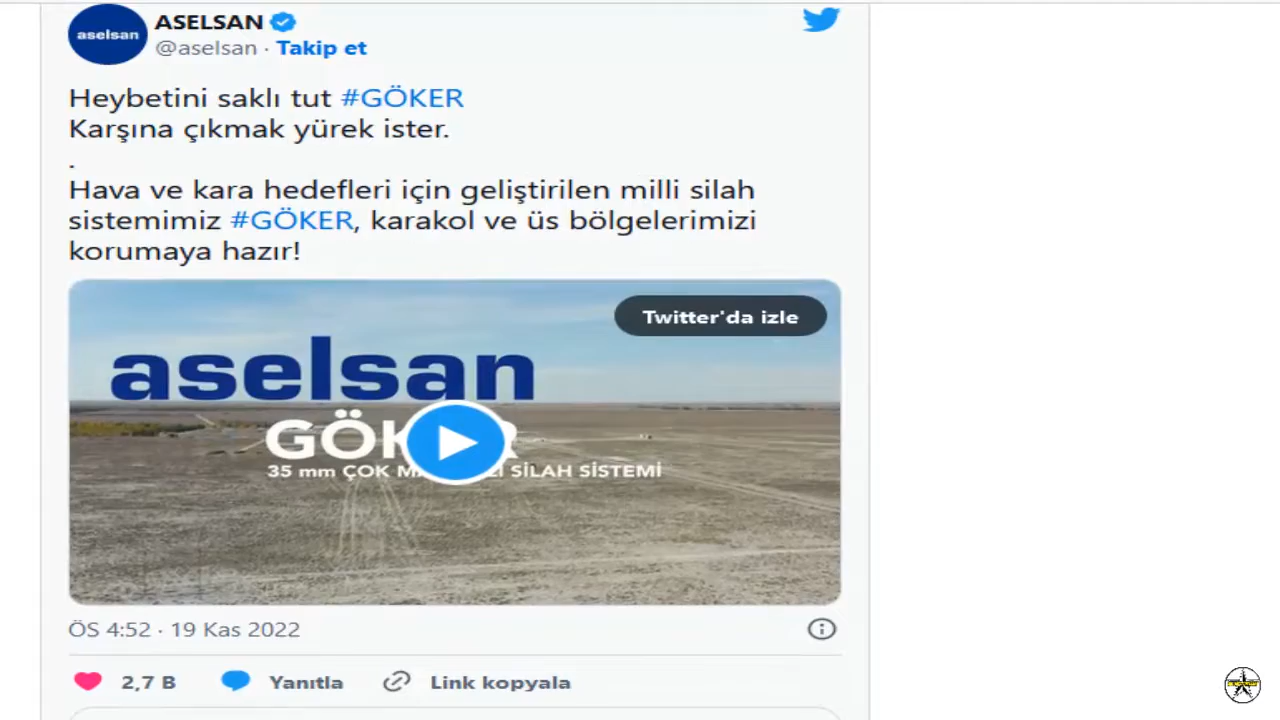 aselsan
ASELSAN
@aselsan · Takip et
Heybetini saklı tut #GÖKER
Karşına çıkmak yürek ister.
.
Hava ve kara hedefleri için geliştirilen milli silah
sistemimiz #GÖKER, karakol ve üs bölgelerimizi
korumaya hazır!
Twitter'da izle
aselsan
35 mm ÇOK SİLAH SİSTEMİ
ÖS 4:52 · 19 Kas 2022
2,7 B
Yanıtla
Link kopyala